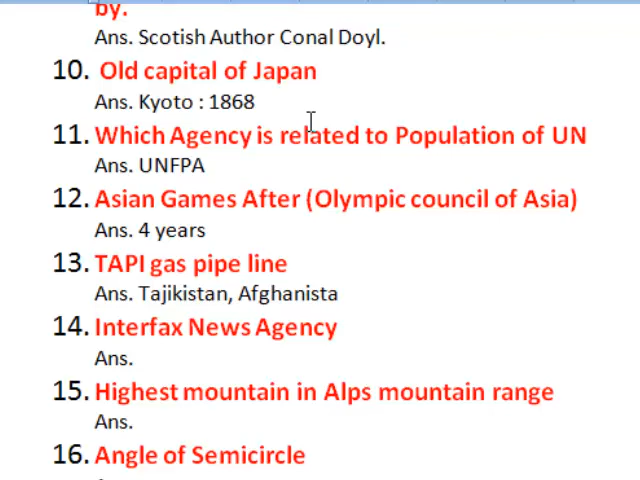 by.
Ans. Scotish Author Conal Doyl.
10. Old capital of Japan
Ans. Kyoto : 1868
11. Which Agency is related to Population of UN
Ans. UNFPA
12. Asian Games After (Olympic council of Asia)
Ans. 4 years
13. TAPI gas pipe line
Ans. Tajikistan, Afghanista
14. Interfax News Agency
Ans.
15. Highest mountain in Alps mountain range
Ans.
16. Angle of Semicircle